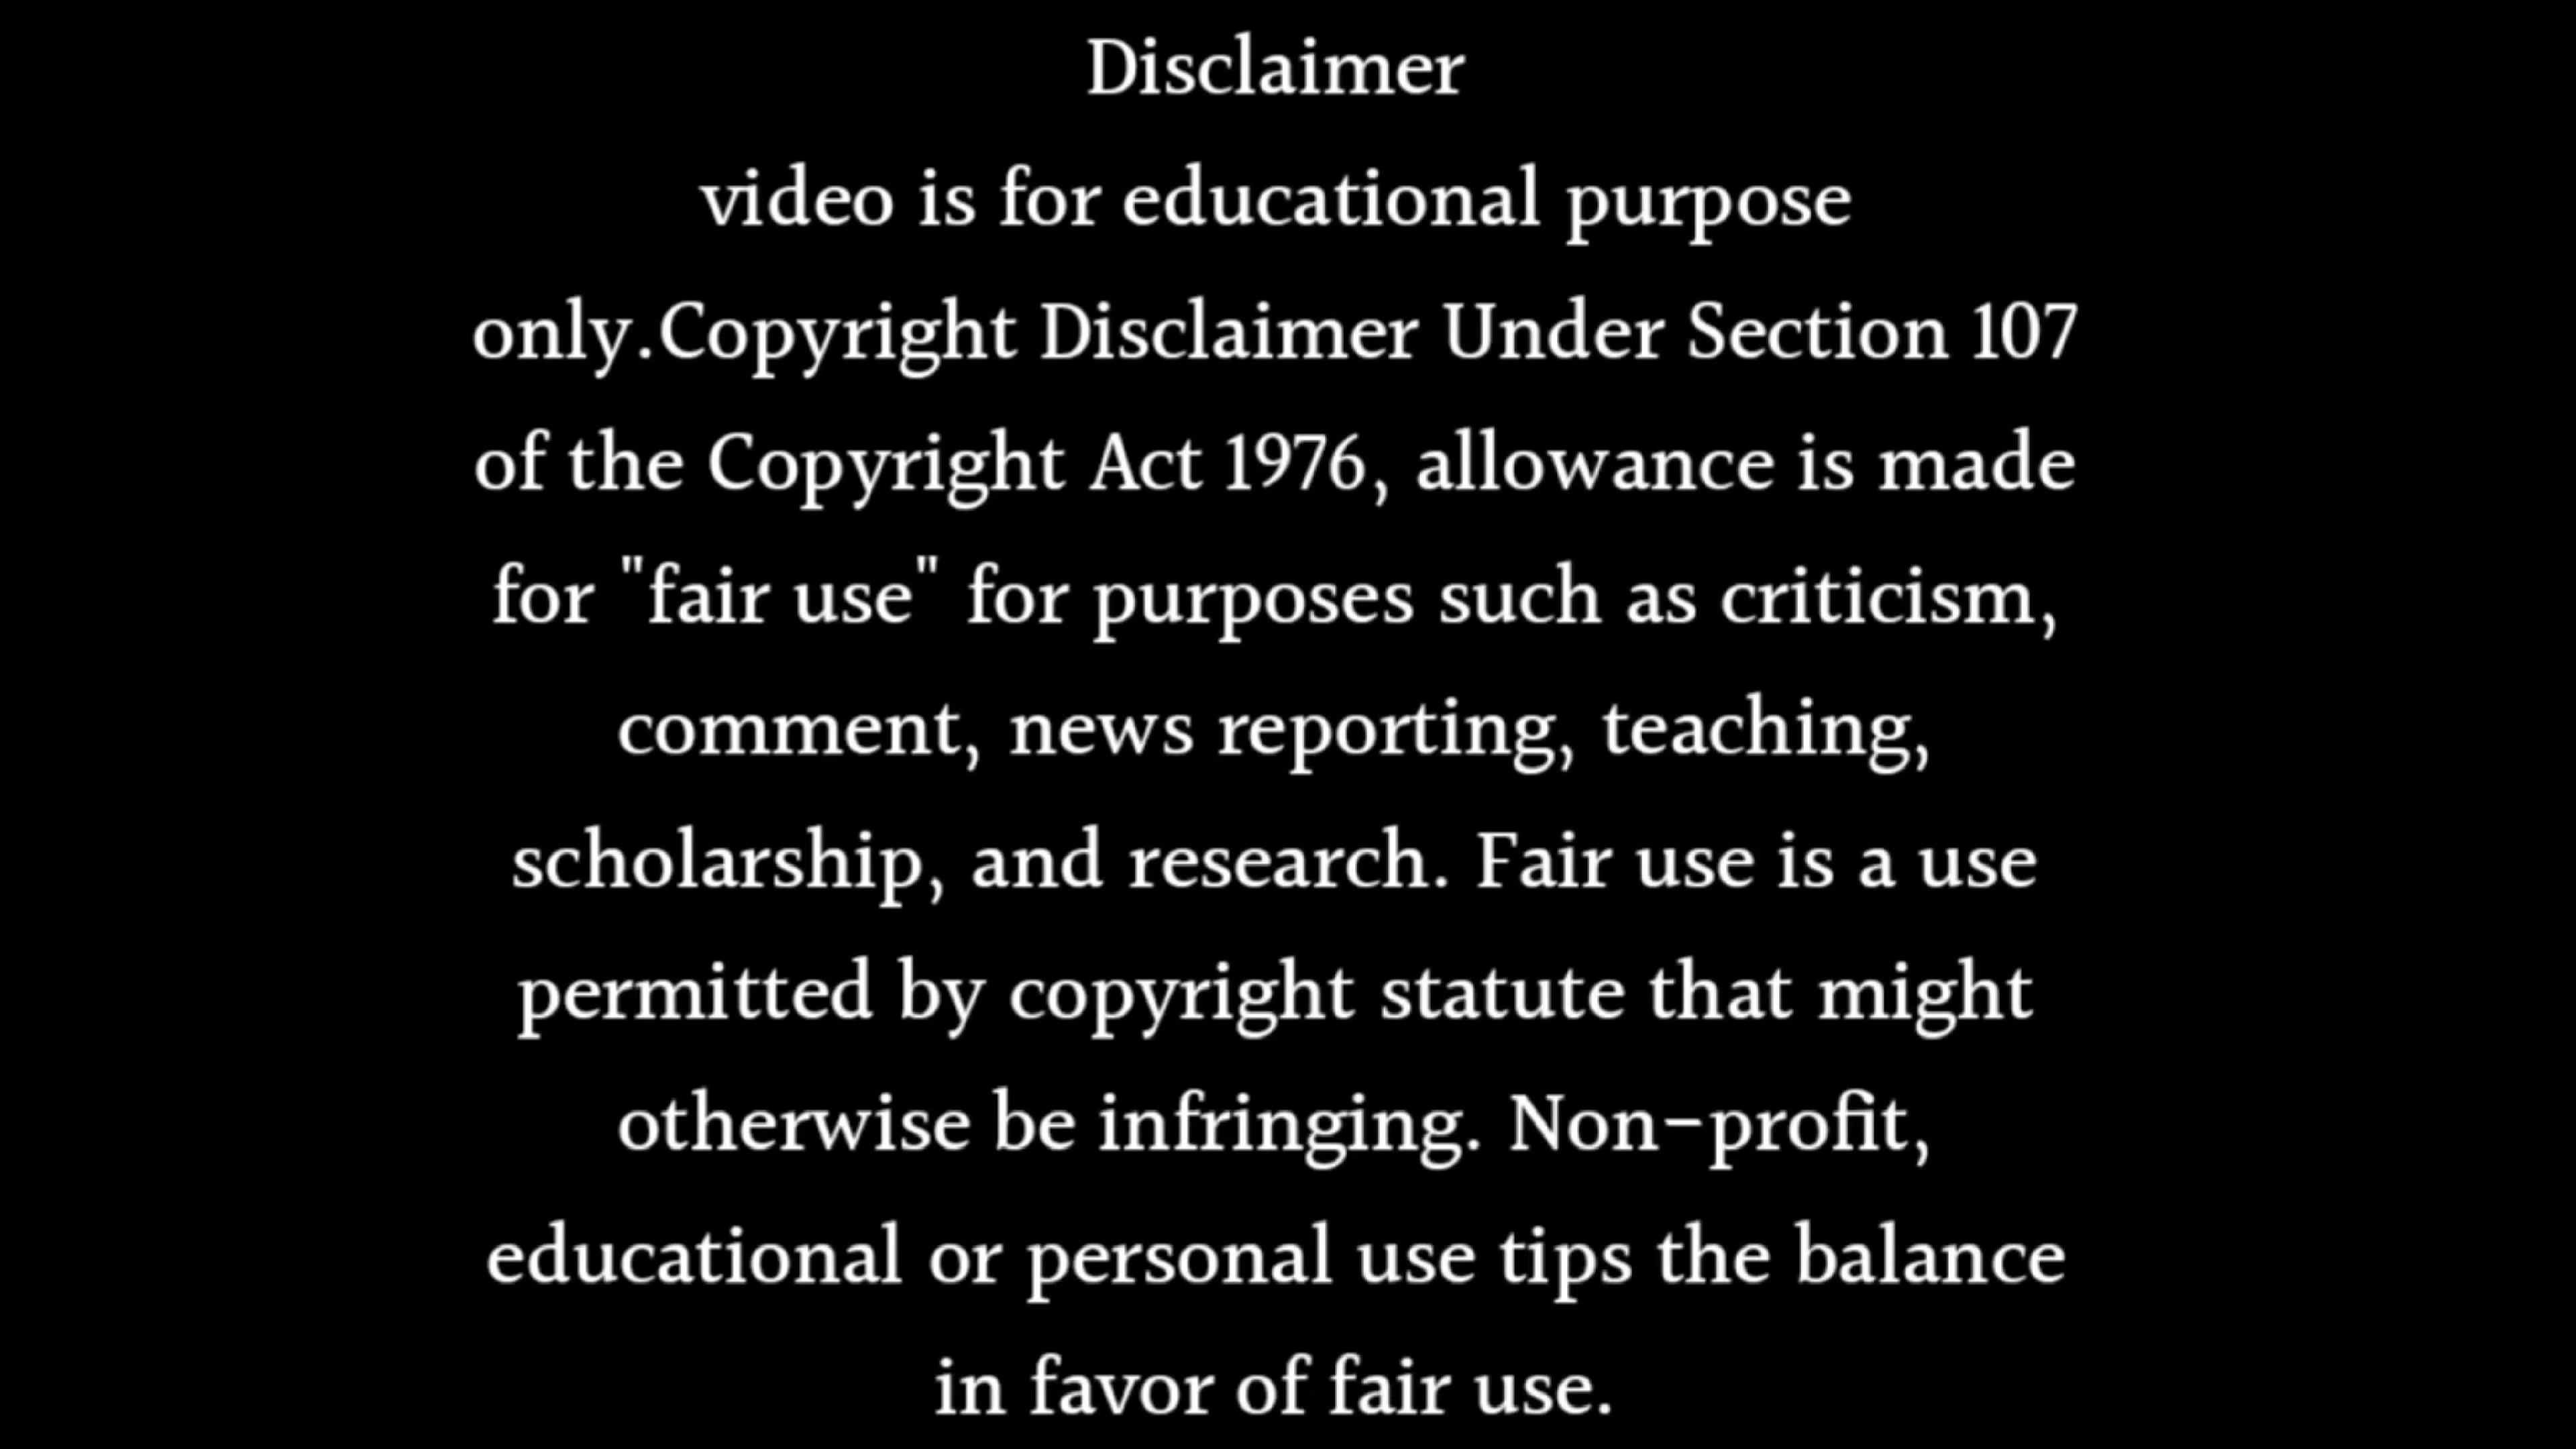 Disclaimer
video is for educational purpose
only.Copyright Disclaimer Under Section 107
of the Copyright Act 1976, allowance is made
for "fair use" for purposes such as criticism,
comment, news reporting, teaching,
scholarship, and research. Fair use is a use
permitted by copyright statute that might
otherwise be infringing. Non-profit,
educational or personal use tips the balance
in favor of fair use.